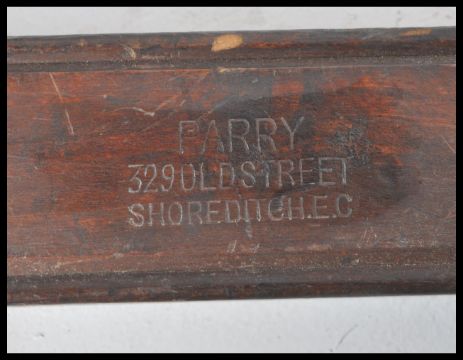 PARRY
329 OLD STREET
SHOREDITCH.E.C